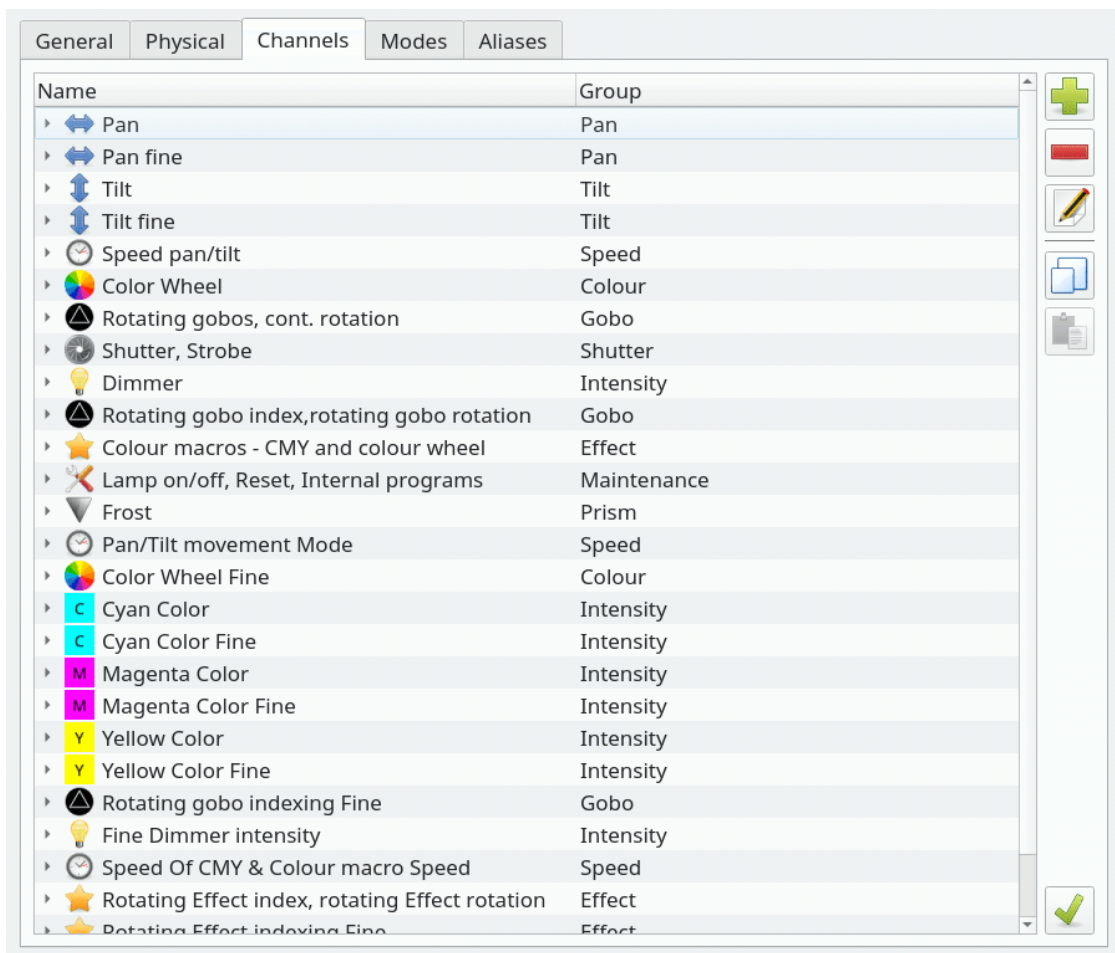 General Physical Channels Modes Aliases
Name Group
Pan Pan
Pan fine Pan
Tilt Tilt
Tilt fine Tilt
Speed pan/tilt Speed
Color Wheel Colour
Rotating gobos, cont. rotation Gobo
Shutter, Strobe Shutter
Dimmer Intensity
Rotating gobo index,rotating gobo rotation Gobo
Colour macros - CMY and colour wheel Effect
Lamp on/off, Reset, Internal programs Maintenance
Frost Prism
Pan/Tilt movement Mode Speed
Color Wheel Fine Colour
C Cyan Color Intensity
C Cyan Color Fine Intensity
M Magenta Color Intensity
M Magenta Color Fine Intensity
Y Yellow Color Intensity
Y Yellow Color Fine Intensity
Rotating gobo indexing Fine Gobo
Fine Dimmer intensity Intensity
Speed Of CMY & Colour macro Speed Speed
Rotating Effect index, rotating Effect rotation Effect
Rotating Effect indexing Fine Effect